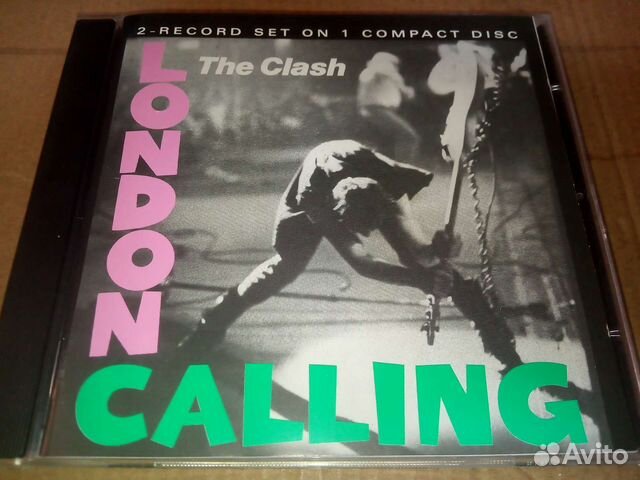 2-RECORD SET ON 1 COMPACT DISC
The Clash
LONDON
CALLING
Avito